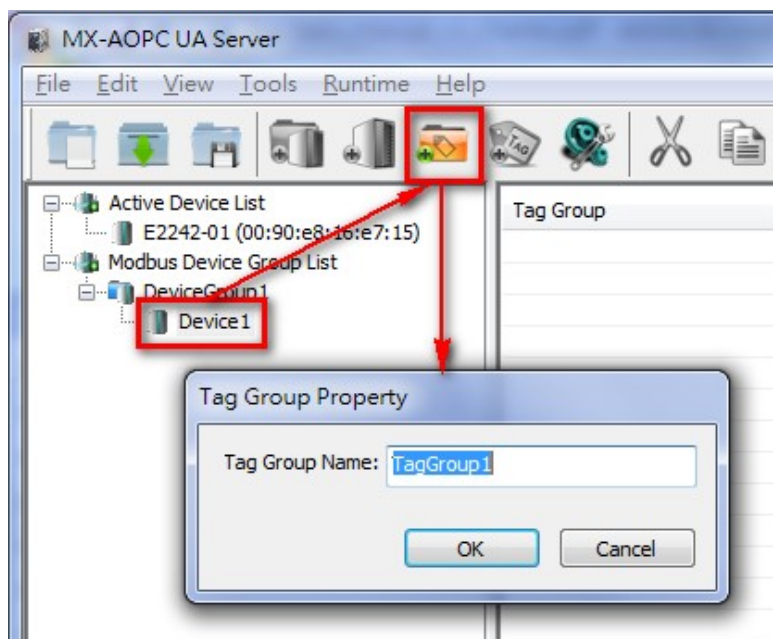 MX-AOPC UA Server
File Edit View Tools Runtime Help
TAG
Active Device List
E2242-01 (00:90:e8:16:e7:15)
Modbus Device Group List
DeviceGroup1
Device1
Tag Group
Tag Group Property
Tag Group Name: TagGroup1
OK Cancel